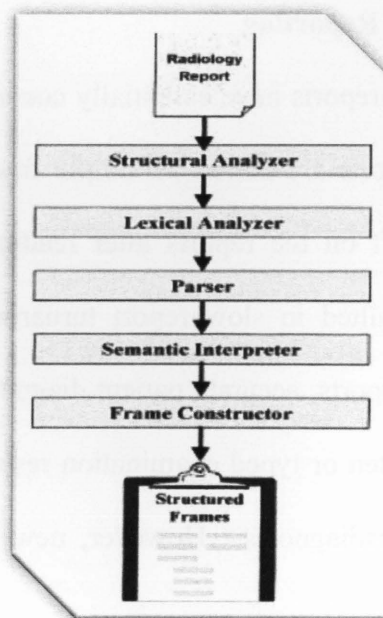 Radiology
Report
Structural Analyzer
Lexical Analyzer
Parser
Semantic Interpreter
Frame Constructor
Structured
Frames